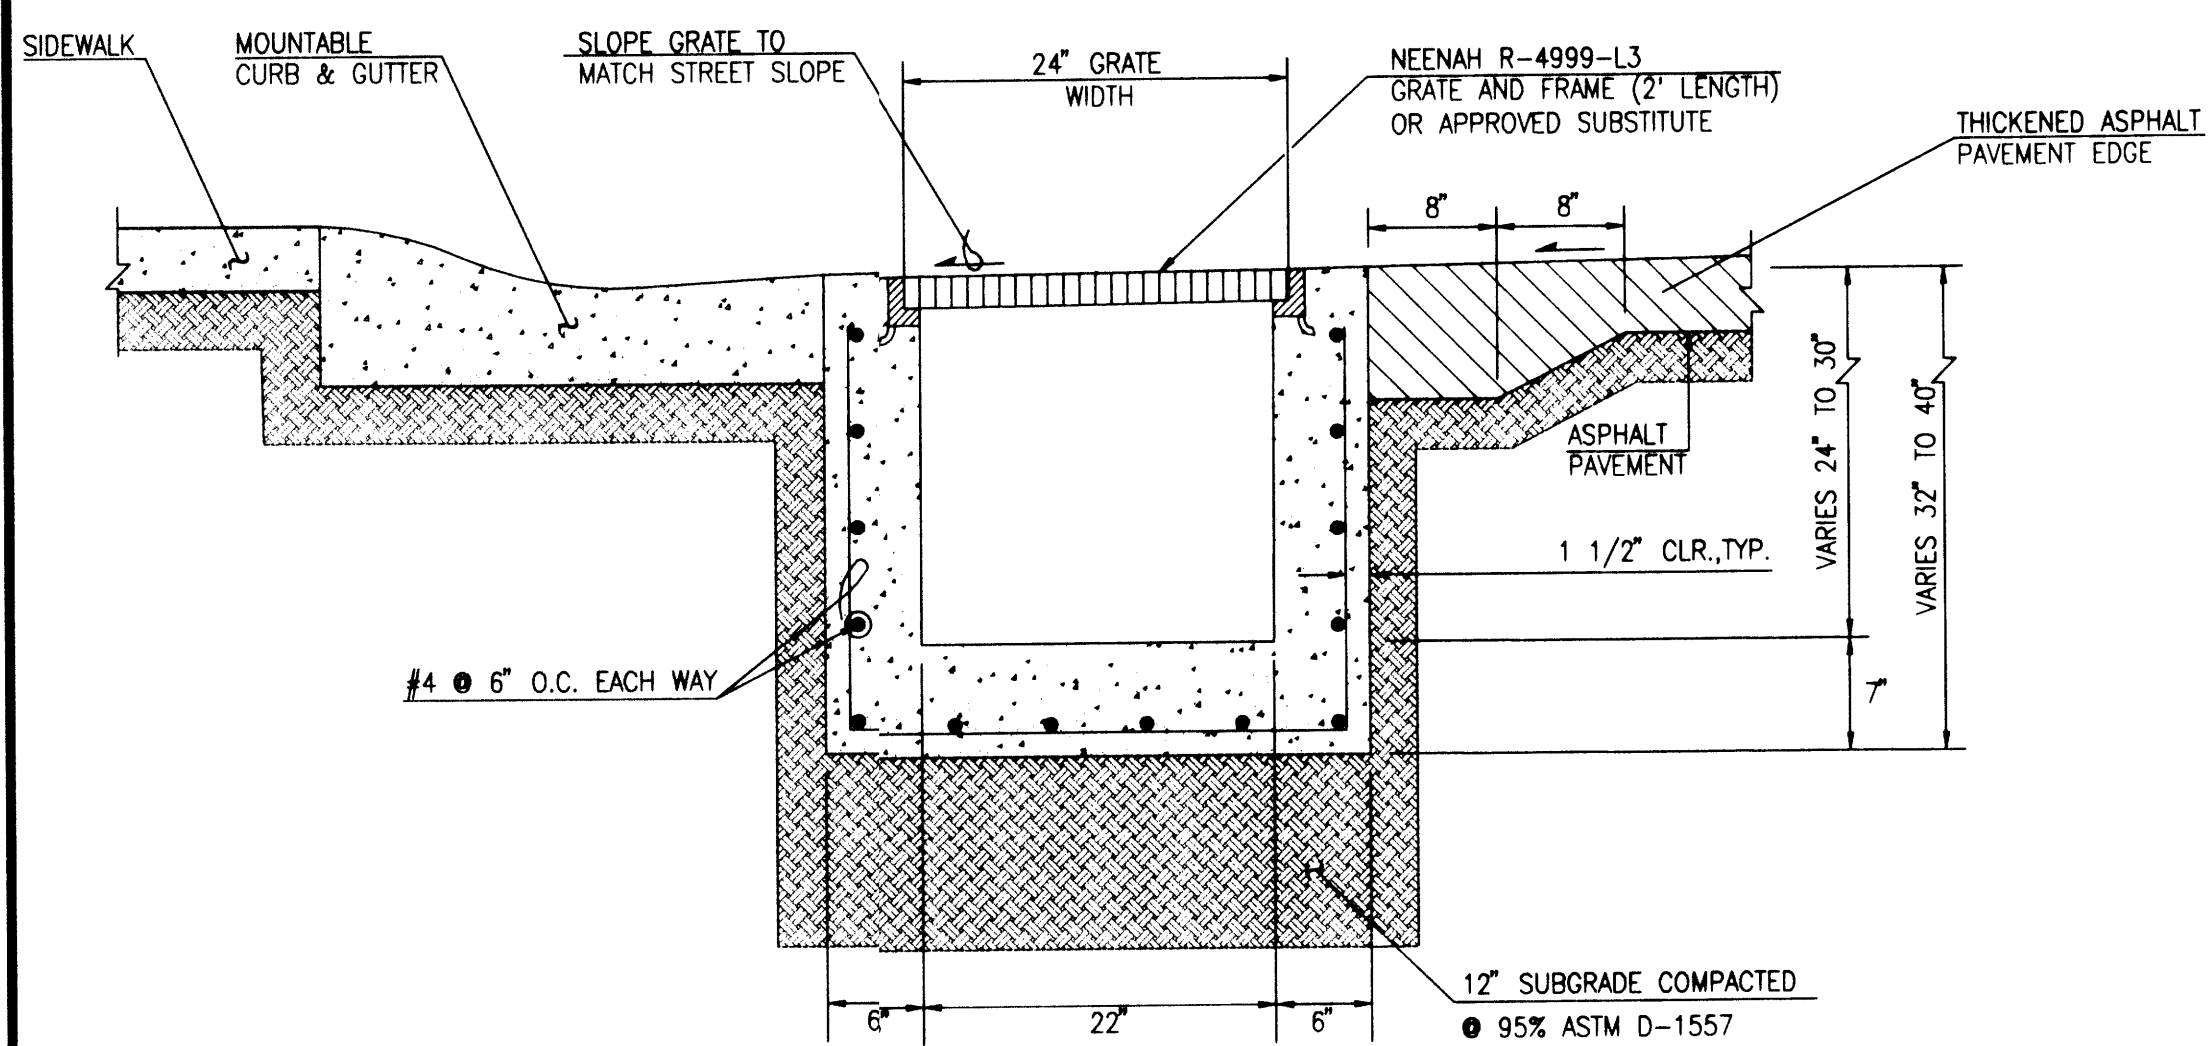 SIDEWALK
MOUNTABLE
CURB & GUTTER
SLOPE GRATE TO
MATCH STREET SLOPE
24" GRATE
WIDTH
NEENAH R-4999-L3
GRATE AND FRAME (2' LENGTH)
OR APPROVED SUBSTITUTE
THICKENED ASPHALT
PAVEMENT EDGE
8"
8"
ASPHALT
PAVEMENT
VARIES 24" TO 30"
VARIES 32" TO 40"
1 1/2" CLR.,TYP.
#4 @ 6" O.C. EACH WAY
7"
6"
22"
6"
12" SUBGRADE COMPACTED
@ 95% ASTM D-1557